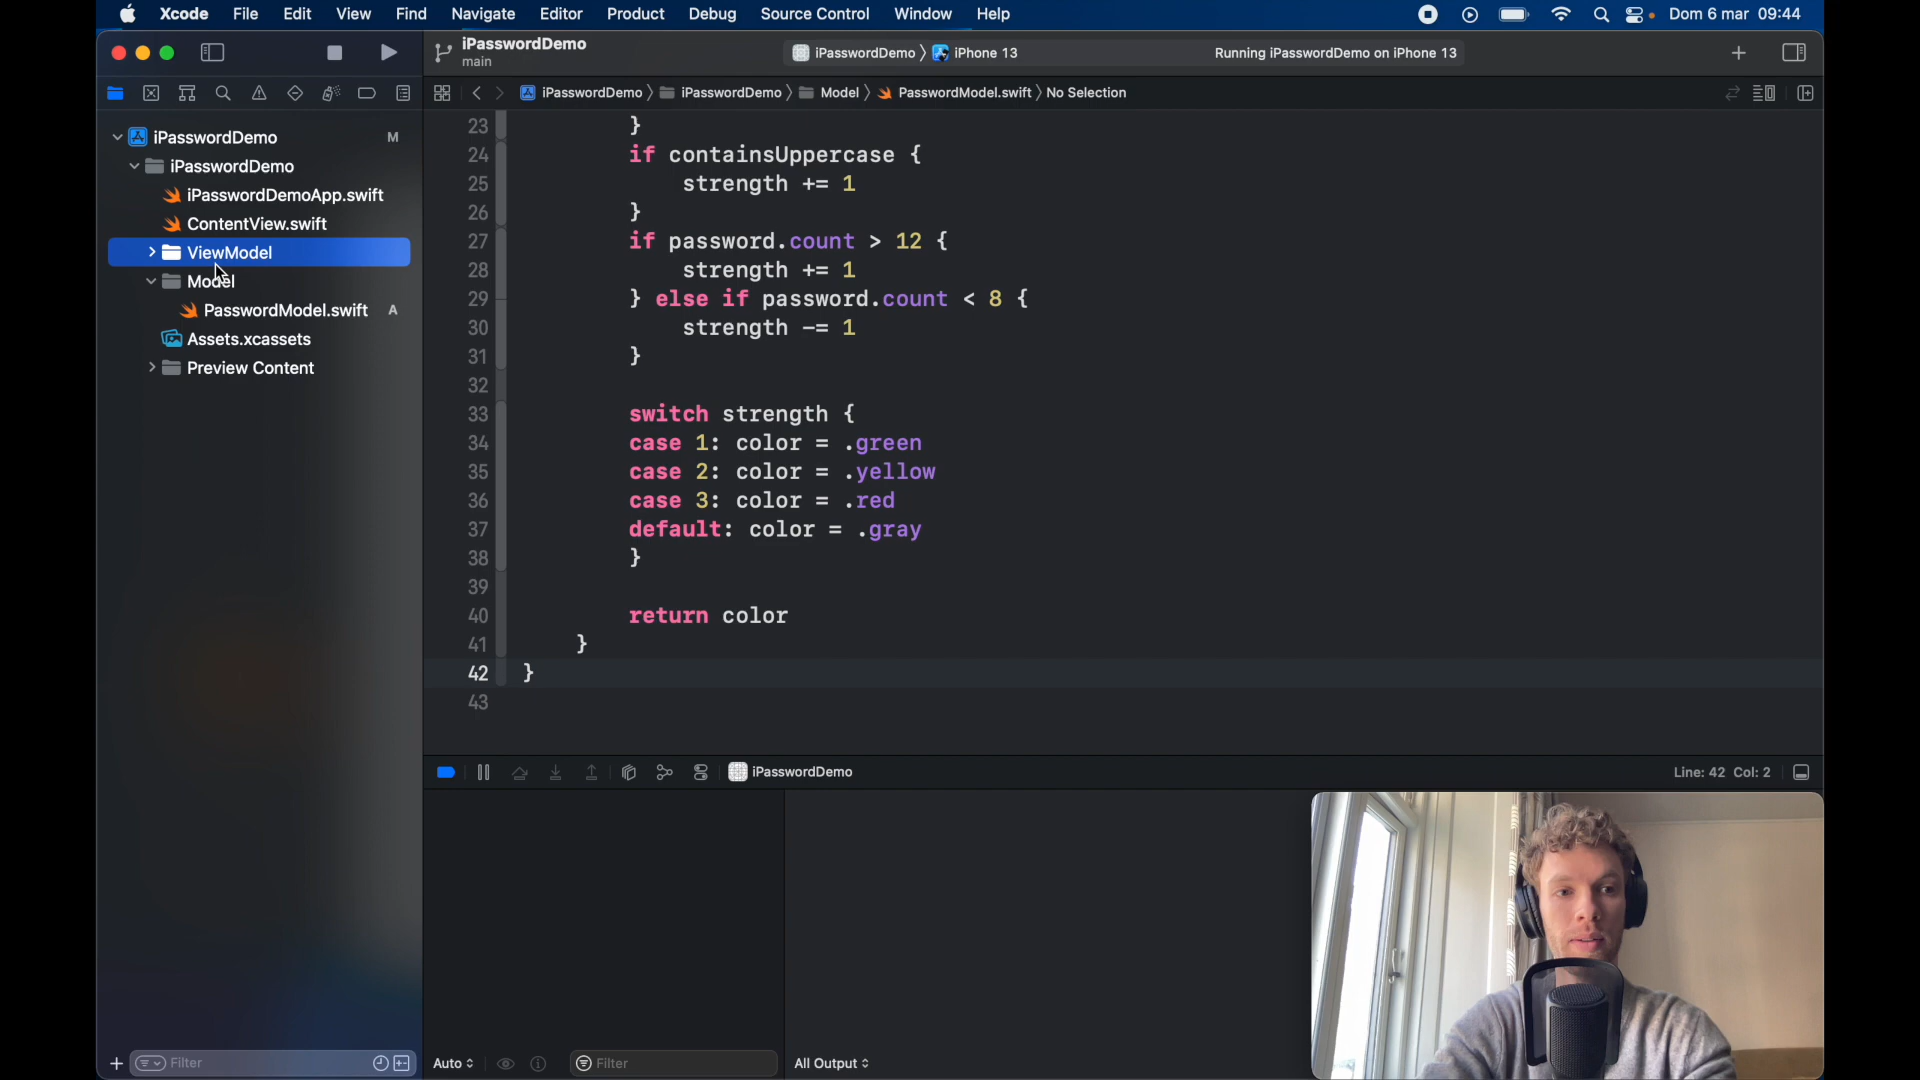 Xcode File Edit View Find Navigate Editor Product Debug Source Control Window Help Dom 6 mar 09:44
iPasswordDemo
main
iPasswordDemo iPhone 13 Running iPasswordDemo on iPhone 13
iPasswordDemo iPasswordDemo Model PasswordModel.swift No Selection
iPasswordDemo M
iPasswordDemo
iPasswordDemoApp.swift
ContentView.swift
ViewModel
Model
PasswordModel.swift A
Assets.xcassets
Preview Content
23 }
24 if containsUppercase {
25 strength += 1
26 }
27 if password.count > 12 {
28 strength += 1
29 } else if password.count < 8 {
30 strength -= 1
31 }
32
33 switch strength {
34 case 1: color = .green
35 case 2: color = .yellow
36 case 3: color = .red
37 default: color = .gray
38 }
39
40 return color
41 }
42 }
43
iPasswordDemo Line: 42 Col: 2
Filter Auto Filter All Output